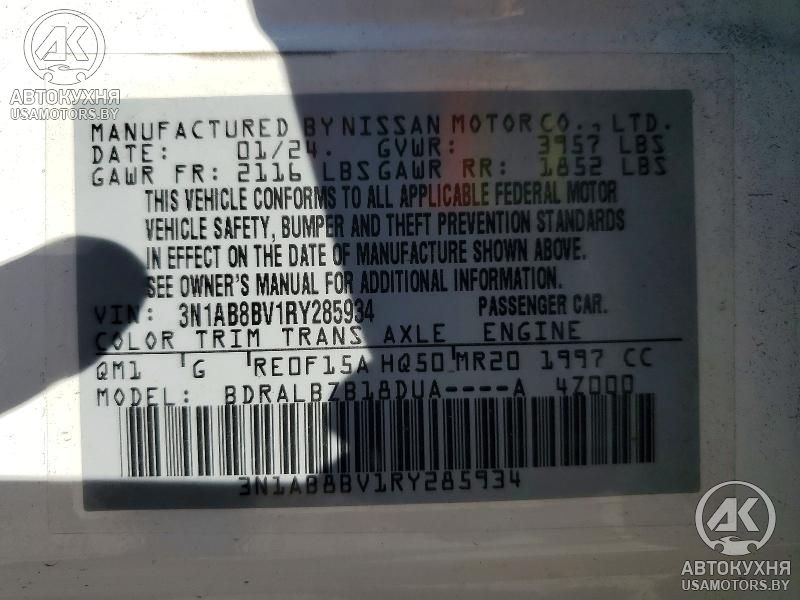 AK
АВТОКУХНЯ
USAMOTORS.BY
MANUFACTURED BY NISSAN MOTOR CO., LTD.
DATE: 01/24. GVWR: 3957 LBS
GAWR FR: 2116 LBS GAWR RR: 1852 LBS
THIS VEHICLE CONFORMS TO ALL APPLICABLE FEDERAL MOTOR
VEHICLE SAFETY, BUMPER AND THEFT PREVENTION STANDARDS
IN EFFECT ON THE DATE OF MANUFACTURE SHOWN ABOVE.
SEE OWNER'S MANUAL FOR ADDITIONAL INFORMATION.
VIN: 3N1AB8BV1RY285934 PASSENGER CAR.
COLOR TRIM TRANS AXLE ENGINE
QM1 G RE0F15A HQ50 MR20 1997 CC
MODEL: BDRALBZB18DUA----A 4Z000
3N1AB8BV1RY285934
AK
АВТОКУХНЯ
USAMOTORS.BY